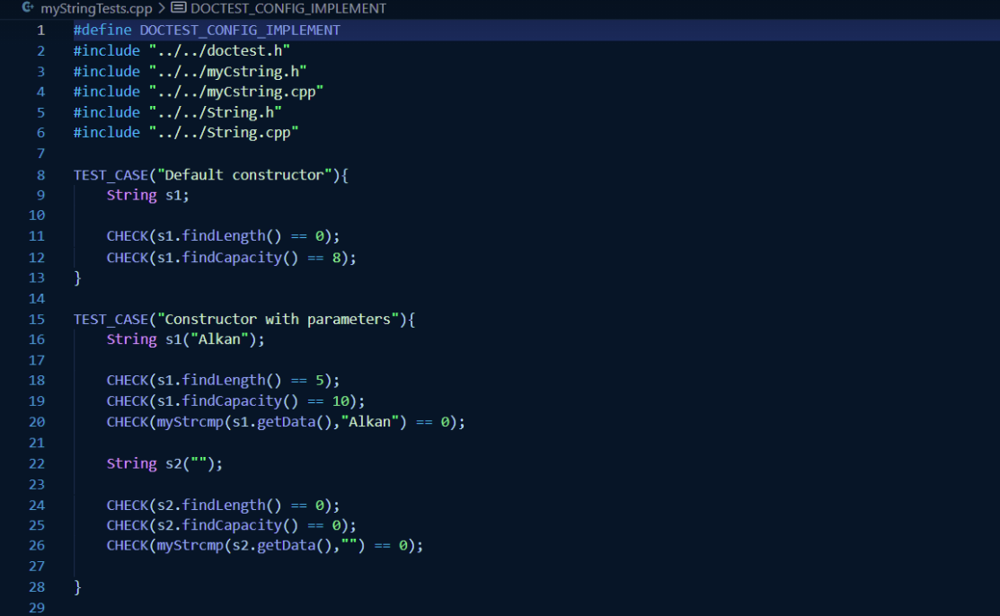 myStringTests.cpp > DOCTEST_CONFIG_IMPLEMENT
1 #define DOCTEST_CONFIG_IMPLEMENT
2 #include "../../doctest.h"
3 #include "../../myCstring.h"
4 #include "../../myCstring.cpp"
5 #include "../../String.h"
6 #include "../../String.cpp"
7
8 TEST_CASE("Default constructor"){
9     String s1;
10
11     CHECK(s1.findLength() == 0);
12     CHECK(s1.findCapacity() == 8);
13 }
14
15 TEST_CASE("Constructor with parameters"){
16     String s1("Alkan");
17
18     CHECK(s1.findLength() == 5);
19     CHECK(s1.findCapacity() == 10);
20     CHECK(myStrcmp(s1.getData(),"Alkan") == 0);
21
22     String s2("");
23
24     CHECK(s2.findLength() == 0);
25     CHECK(s2.findCapacity() == 0);
26     CHECK(myStrcmp(s2.getData(),"") == 0);
27
28 }
29